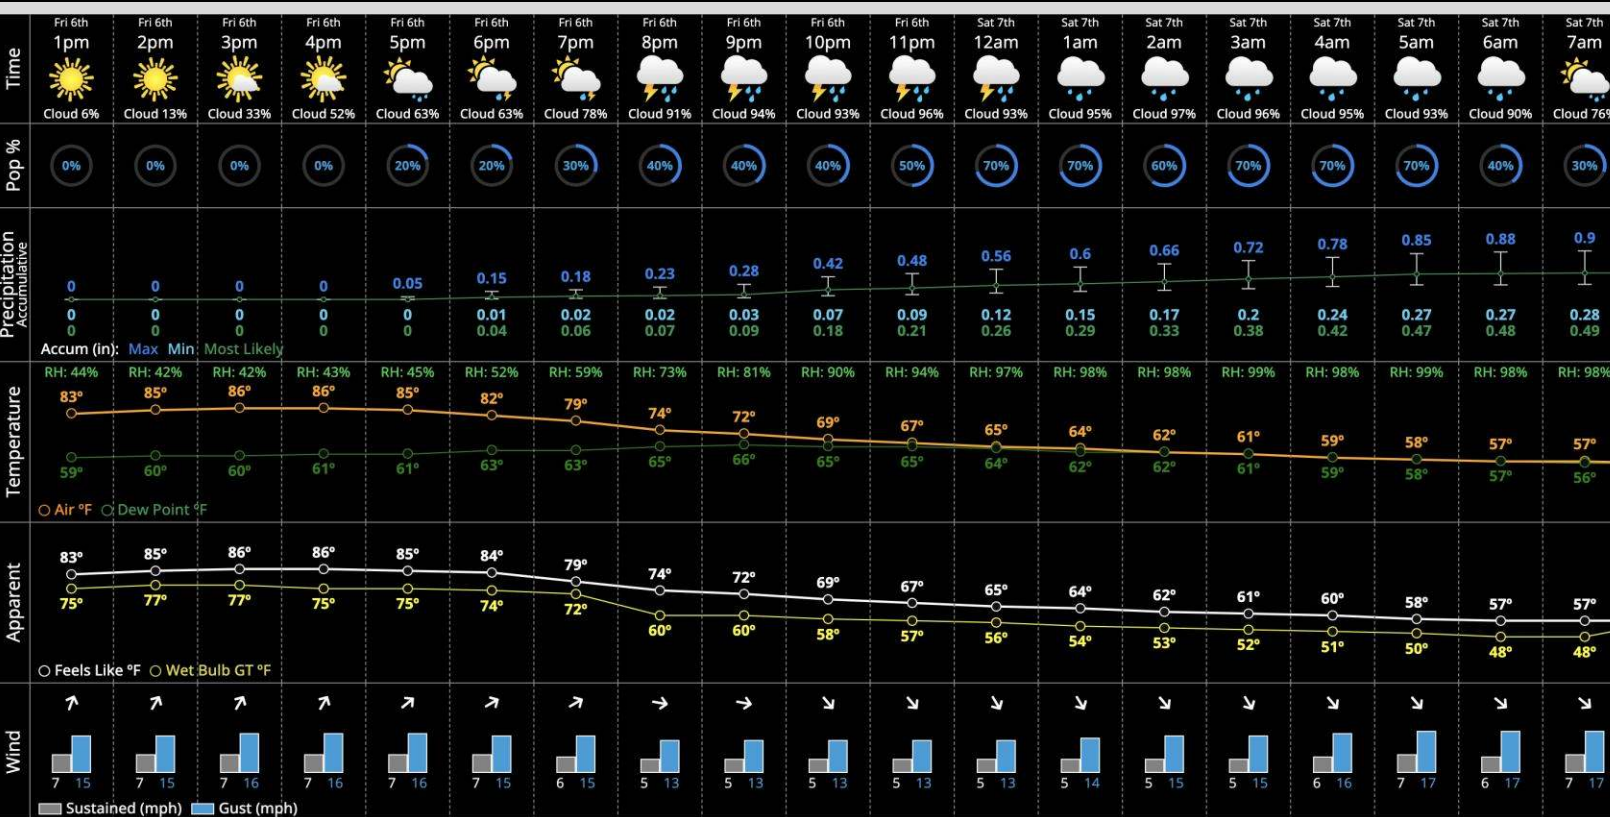 Fri 6th Fri 6th Fri 6th Fri 6th Fri 6th Fri 6th Fri 6th Fri 6th Fri 6th Fri 6th Fri 6th Sat 7th Sat 7th Sat 7th Sat 7th Sat 7th Sat 7th Sat 7th Sat 7th
Time 1pm 2pm 3pm 4pm 5pm 6pm 7pm 8pm 9pm 10pm 11pm 12am 1am 2am 3am 4am 5am 6am 7am
Cloud 6% Cloud 13% Cloud 33% Cloud 52% Cloud 63% Cloud 63% Cloud 78% Cloud 91% Cloud 94% Cloud 93% Cloud 96% Cloud 93% Cloud 95% Cloud 97% Cloud 96% Cloud 95% Cloud 93% Cloud 90% Cloud 76%
Pop % 0% 0% 0% 0% 20% 20% 30% 40% 40% 40% 50% 70% 70% 60% 70% 70% 70% 40% 30%
Precipitation
Accumulative
0 0 0 0 0.05 0.15 0.18 0.23 0.28 0.42 0.48 0.56 0.6 0.66 0.72 0.78 0.85 0.88 0.9
0 0 0 0 0 0.01 0.02 0.02 0.03 0.07 0.09 0.12 0.15 0.17 0.2 0.24 0.27 0.27 0.28
0 0 0 0 0 0.04 0.06 0.07 0.09 0.18 0.21 0.26 0.29 0.33 0.38 0.42 0.47 0.48 0.49
Accum (in): Max Min Most Likely
Temperature
RH: 44% RH: 42% RH: 42% RH: 43% RH: 45% RH: 52% RH: 59% RH: 73% RH: 81% RH: 90% RH: 94% RH: 97% RH: 98% RH: 98% RH: 99% RH: 98% RH: 99% RH: 98% RH: 98%
83° 85° 86° 86° 85° 82° 79° 74° 72° 69° 67° 65° 64° 62° 61° 59° 58° 57° 57°
59° 60° 60° 61° 61° 63° 63° 65° 66° 65° 65° 64° 62° 62° 61° 59° 58° 57° 56°
Air °F Dew Point °F
Apparent
83° 85° 86° 86° 85° 84° 79° 74° 72° 69° 67° 65° 64° 62° 61° 60° 58° 57° 57°
75° 77° 77° 75° 75° 74° 72° 60° 60° 58° 57° 56° 54° 53° 52° 51° 50° 48° 48°
Feels Like °F Wet Bulb GT °F
Wind
7 15 7 15 7 16 7 16 7 16 7 15 6 15 5 13 5 13 5 13 5 13 5 13 5 14 5 15 5 15 6 16 7 17 6 17 7 17
Sustained (mph) Gust (mph)